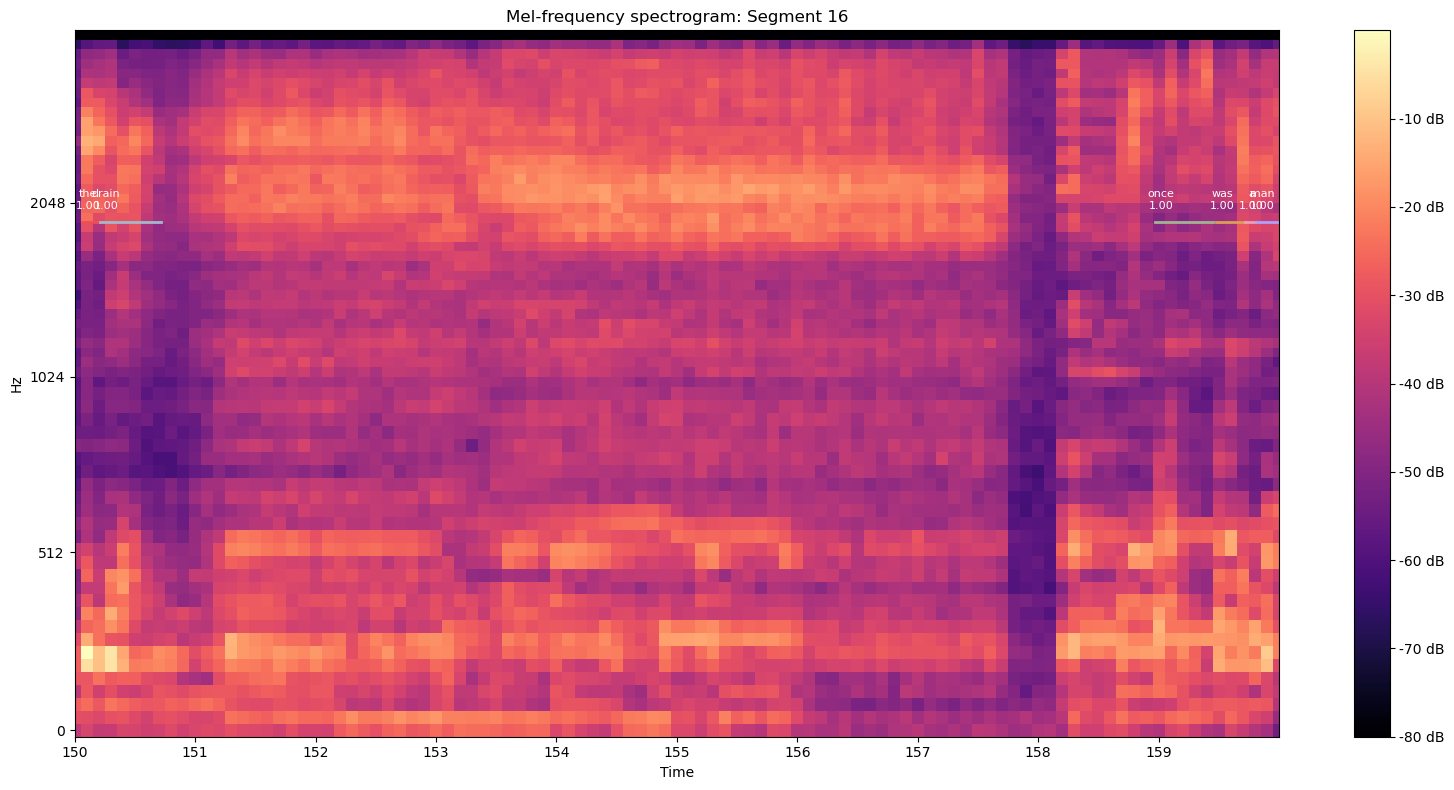 Mel-frequency spectrogram: Segment 16
Hz
2048
1024
512
0
the drain
1.00 1.00
once was a man
1.00 1.00 1.00 1.00
150 151 152 153 154 155 156 157 158 159
Time
-10 dB
-20 dB
-30 dB
-40 dB
-50 dB
-60 dB
-70 dB
-80 dB